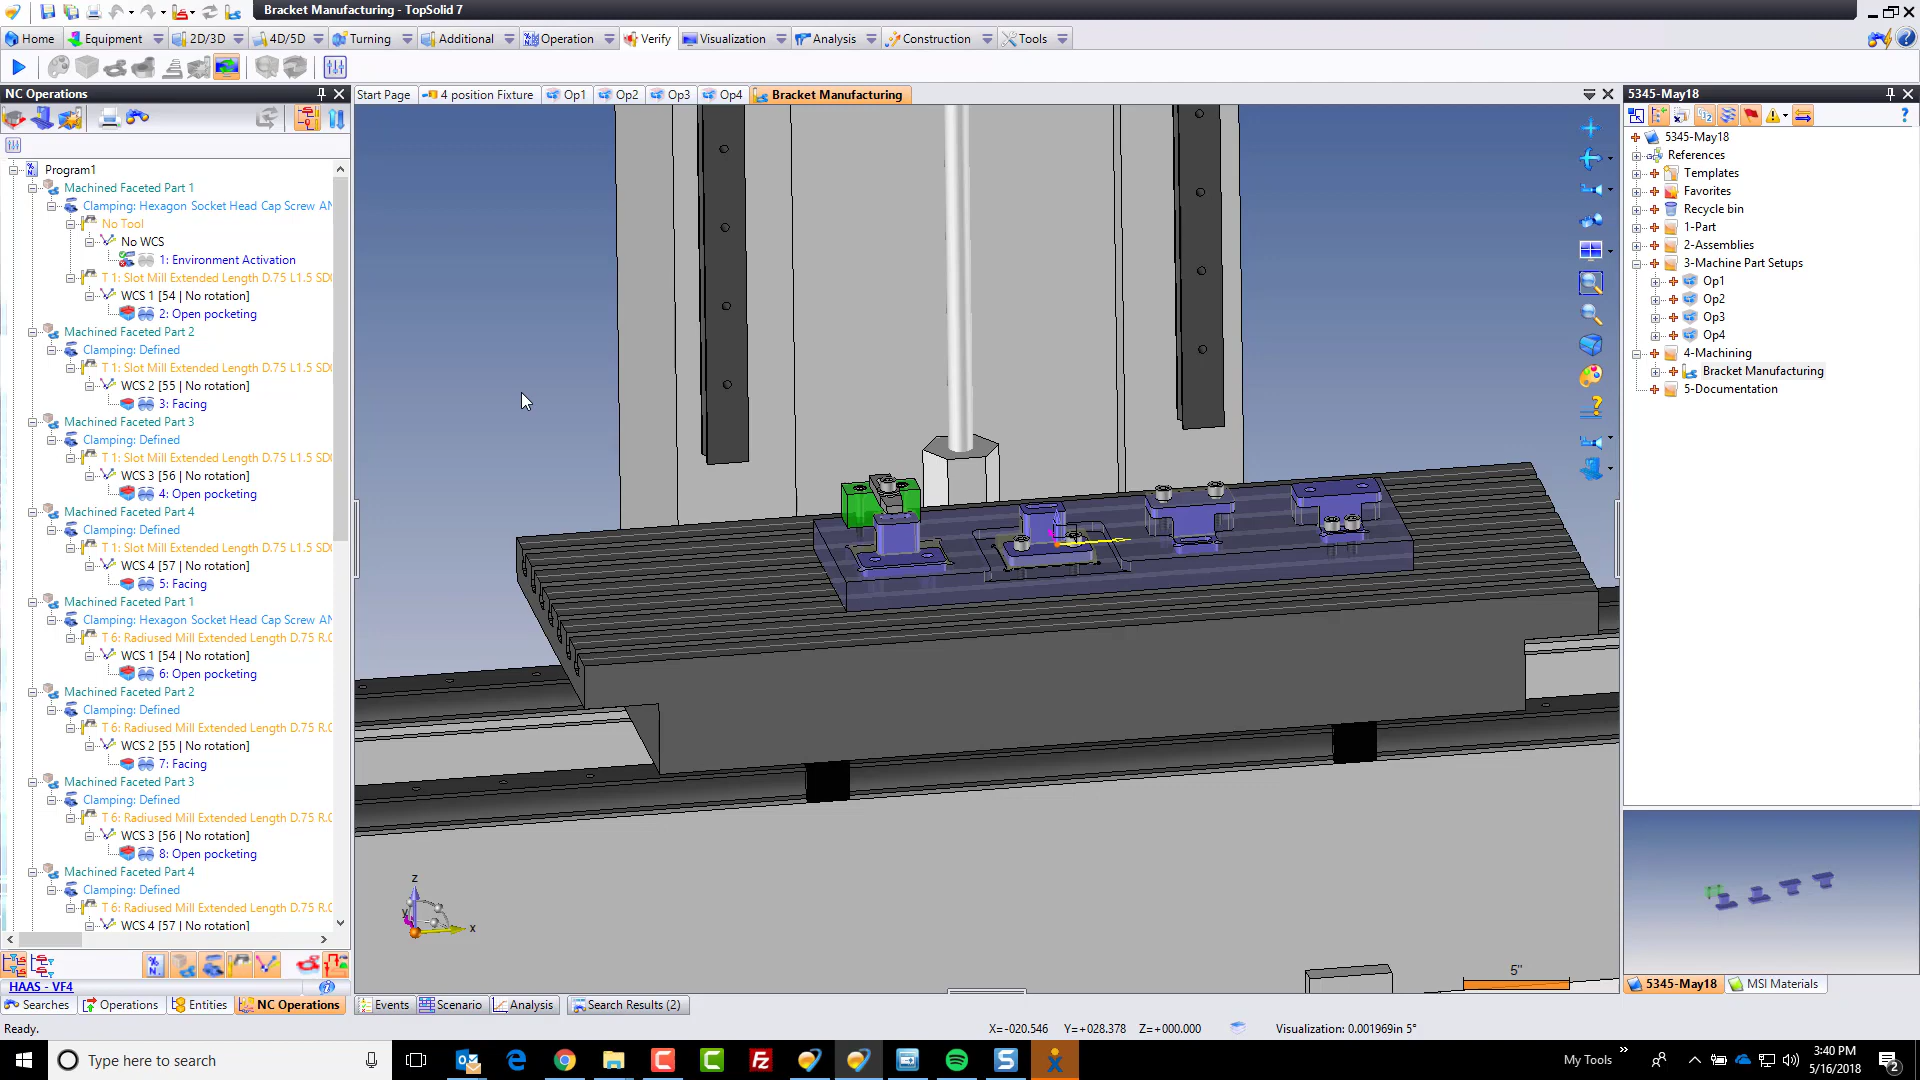 Bracket Manufacturing - TopSolid 7
Home
Equipment
2D/3D
4D/5D
Turning
Additional
Operation
Verify
Visualization
Analysis
Construction
Tools
NC Operations
Start Page
4 position Fixture
Op1
Op2
Op3
Op4
Bracket Manufacturing
5345-May18
Program1
Machined Faceted Part 1
Clamping: Hexagon Socket Head Cap Screw AN
No Tool
No WCS
1: Environment Activation
T 1: Slot Mill Extended Length D.75 L1.5 SD
WCS 1 [54 | No rotation]
2: Open pocketing
Machined Faceted Part 2
Clamping: Defined
T 1: Slot Mill Extended Length D.75 L1.5 SD
WCS 2 [55 | No rotation]
3: Facing
Machined Faceted Part 3
Clamping: Defined
T 1: Slot Mill Extended Length D.75 L1.5 SD
WCS 3 [56 | No rotation]
4: Open pocketing
Machined Faceted Part 4
Clamping: Defined
T 1: Slot Mill Extended Length D.75 L1.5 SD
WCS 4 [57 | No rotation]
5: Facing
Machined Faceted Part 1
Clamping: Hexagon Socket Head Cap Screw AN
T 6: Radiused Mill Extended Length D.75 R.0
WCS 1 [54 | No rotation]
6: Open pocketing
Machined Faceted Part 2
Clamping: Defined
T 6: Radiused Mill Extended Length D.75 R.0
WCS 2 [55 | No rotation]
7: Facing
Machined Faceted Part 3
Clamping: Defined
T 6: Radiused Mill Extended Length D.75 R.0
WCS 3 [56 | No rotation]
8: Open pocketing
Machined Faceted Part 4
Clamping: Defined
T 6: Radiused Mill Extended Length D.75 R.0
WCS 4 [57 | No rotation]
HAAS - VF4
Searches
Operations
Entities
NC Operations
z
y
x
5"
Events
Scenario
Analysis
Search Results (2)
5345-May18
References
Templates
Favorites
Recycle bin
1-Part
2-Assemblies
3-Machine Part Setups
Op1
Op2
Op3
Op4
4-Machining
Bracket Manufacturing
5-Documentation
5345-May18
MSI Materials
Ready.
X=-020.546 Y=+028.378 Z=+000.000
Visualization: 0.001969in 5°
Type here to search
My Tools
3:40 PM
5/16/2018
2